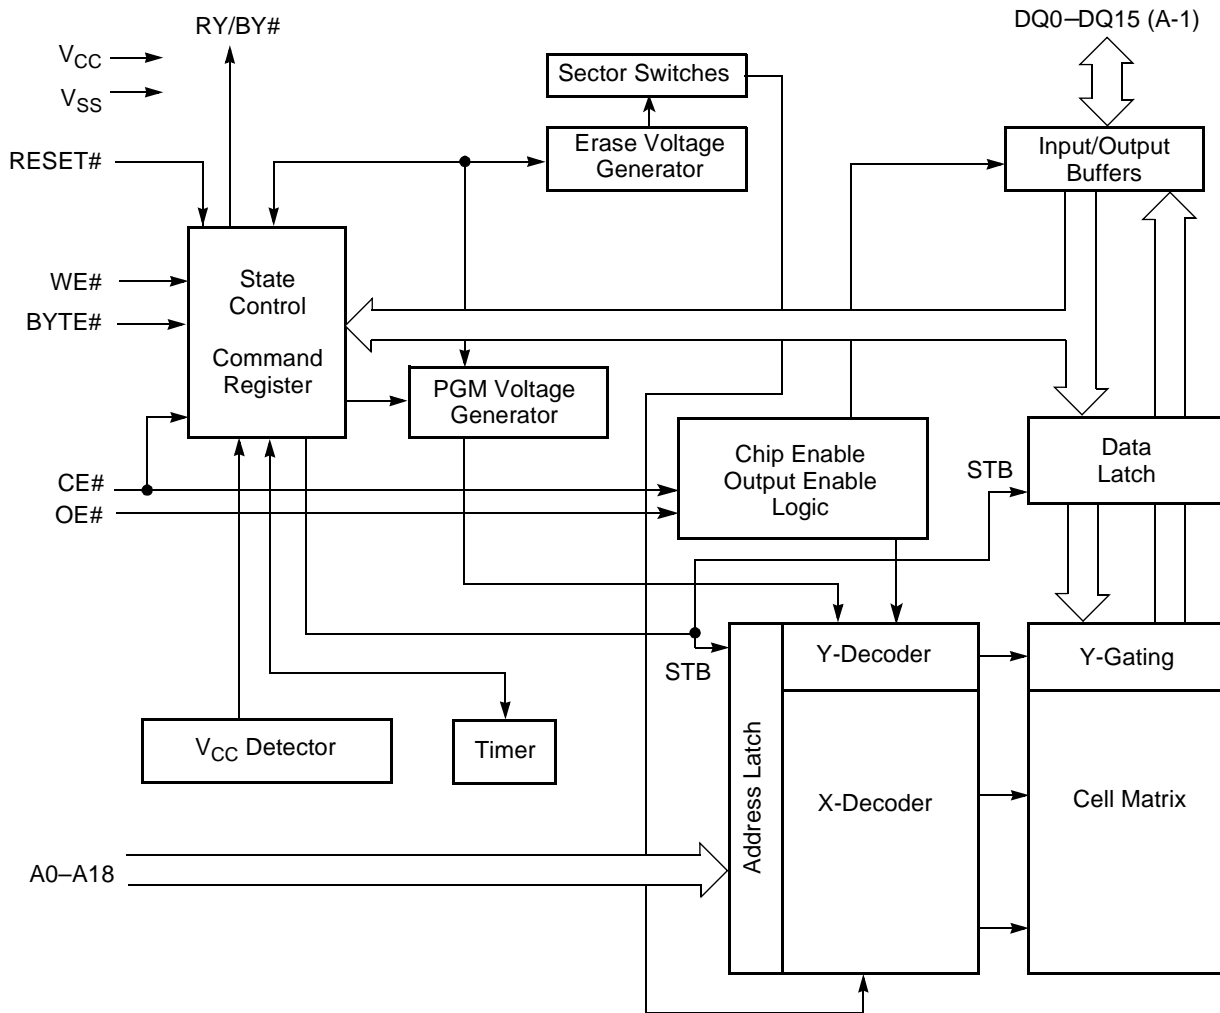 RY/BY#
DQ0–DQ15 (A-1)
VCC
VSS
Sector Switches
Erase Voltage
Generator
Input/Output
Buffers
RESET#
WE#
BYTE#
State
Control
Command
Register
PGM Voltage
Generator
Chip Enable
Output Enable
Logic
STB
Data
Latch
CE#
OE#
STB
Y-Decoder
Y-Gating
VCC Detector
Timer
Address Latch
X-Decoder
Cell Matrix
A0–A18